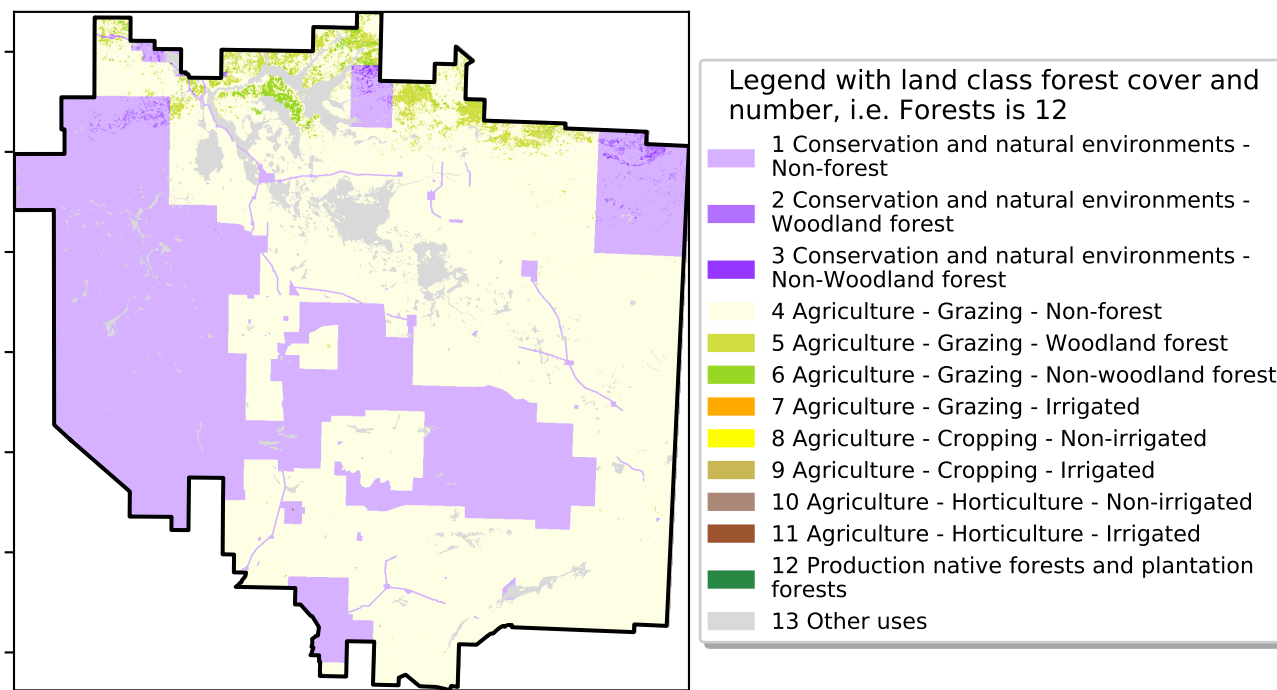 Legend with land class forest cover and
number, i.e. Forests is 12
1 Conservation and natural environments -
Non-forest
2 Conservation and natural environments -
Woodland forest
3 Conservation and natural environments -
Non-Woodland forest
4 Agriculture - Grazing - Non-forest
5 Agriculture - Grazing - Woodland forest
6 Agriculture - Grazing - Non-woodland forest
7 Agriculture - Grazing - Irrigated
8 Agriculture - Cropping - Non-irrigated
9 Agriculture - Cropping - Irrigated
10 Agriculture - Horticulture - Non-irrigated
11 Agriculture - Horticulture - Irrigated
12 Production native forests and plantation
forests
13 Other uses